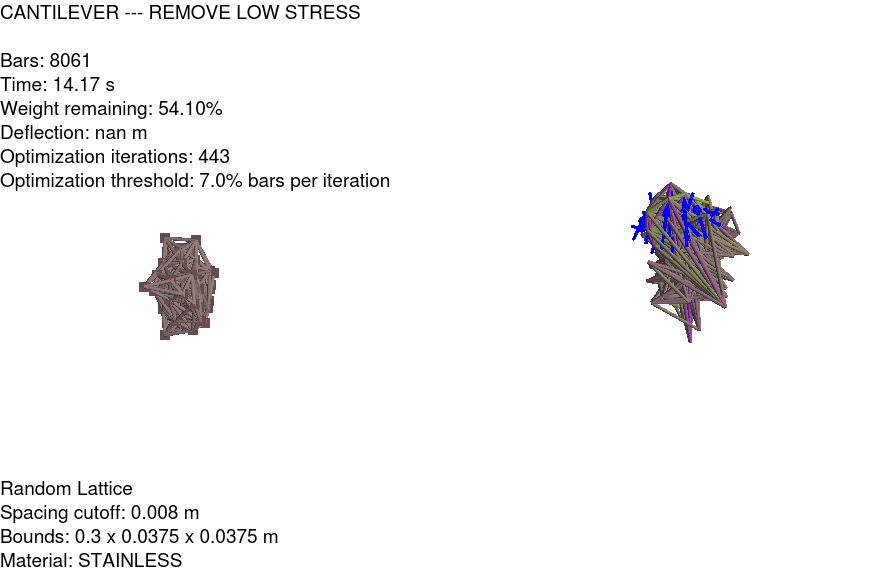 CANTILEVER --- REMOVE LOW STRESS
Bars: 8061
Time: 14.17 s
Weight remaining: 54.10%
Deflection: nan m
Optimization iterations: 443
Optimization threshold: 7.0% bars per iteration
Random Lattice
Spacing cutoff: 0.008 m
Bounds: 0.3 x 0.0375 x 0.0375 m
Material: STAINLESS